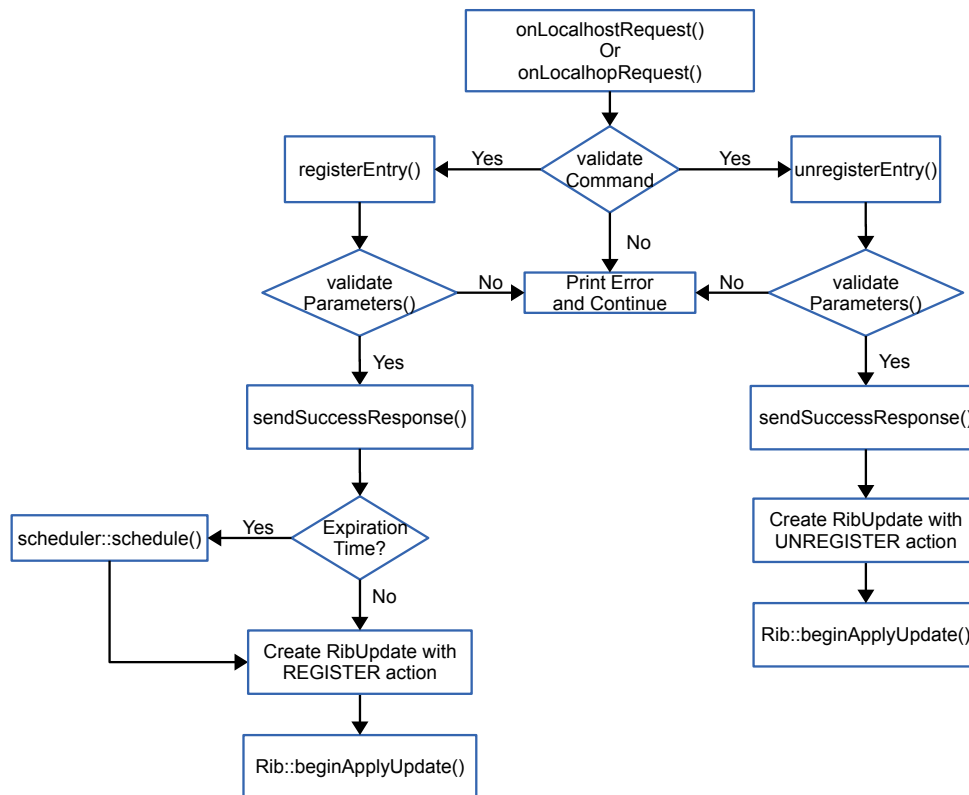 onLocalhostRequest()
Or
onLocalhopRequest()
registerEntry()
Yes
validate
Command
Yes
unregisterEntry()
No
validate
Parameters()
No
Print Error
and Continue
No
validate
Parameters()
Yes
Yes
sendSuccessResponse()
sendSuccessResponse()
scheduler::schedule()
Yes
Expiration
Time?
Create RibUpdate with
UNREGISTER action
No
Create RibUpdate with
REGISTER action
Rib::beginApplyUpdate()
Rib::beginApplyUpdate()